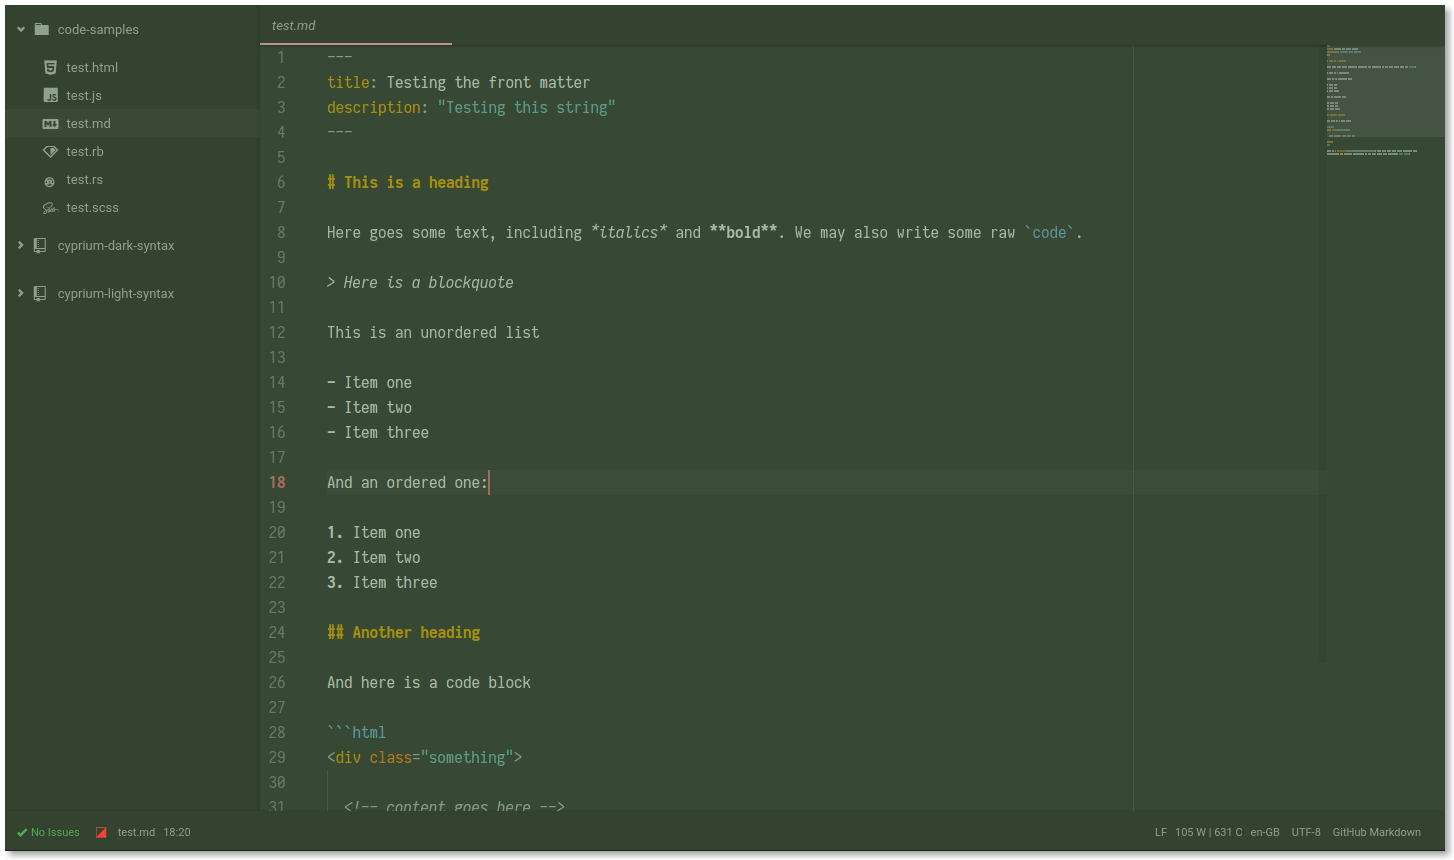 code-samples
test.html
test.js
test.md
test.rb
test.rs
test.scss
cyprium-dark-syntax
cyprium-light-syntax
test.md
1 ---
2 title: Testing the front matter
3 description: "Testing this string"
4 ---
5
6 # This is a heading
7
8 Here goes some text, including *italics* and **bold**. We may also write some raw `code`.
9
10 > Here is a blockquote
11
12 This is an unordered list
13
14 - Item one
15 - Item two
16 - Item three
17
18 And an ordered one:
19
20 1. Item one
21 2. Item two
22 3. Item three
23
24 ## Another heading
25
26 And here is a code block
27
28 ```html
29 <div class="something">
30
31 <!-- content goes here -->
No Issues test.md 18:20 LF 105 W | 631 C en-GB UTF-8 GitHub Markdown